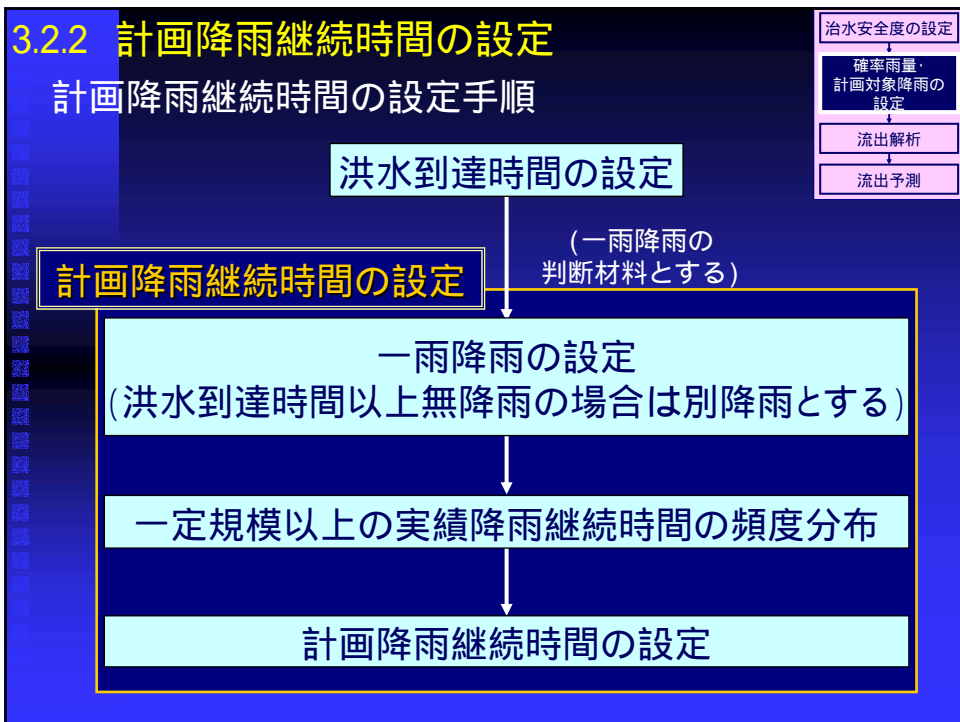 3.2.2 計画降雨継続時間の設定
計画降雨継続時間の設定手順
治水安全度の設定
確率雨量・
計画対象降雨の
設定
流出解析
流出予測
洪水到達時間の設定
(一雨降雨の
判断材料とする)
計画降雨継続時間の設定
一雨降雨の設定
(洪水到達時間以上無降雨の場合は別降雨とする)
一定規模以上の実績降雨継続時間の頻度分布
計画降雨継続時間の設定